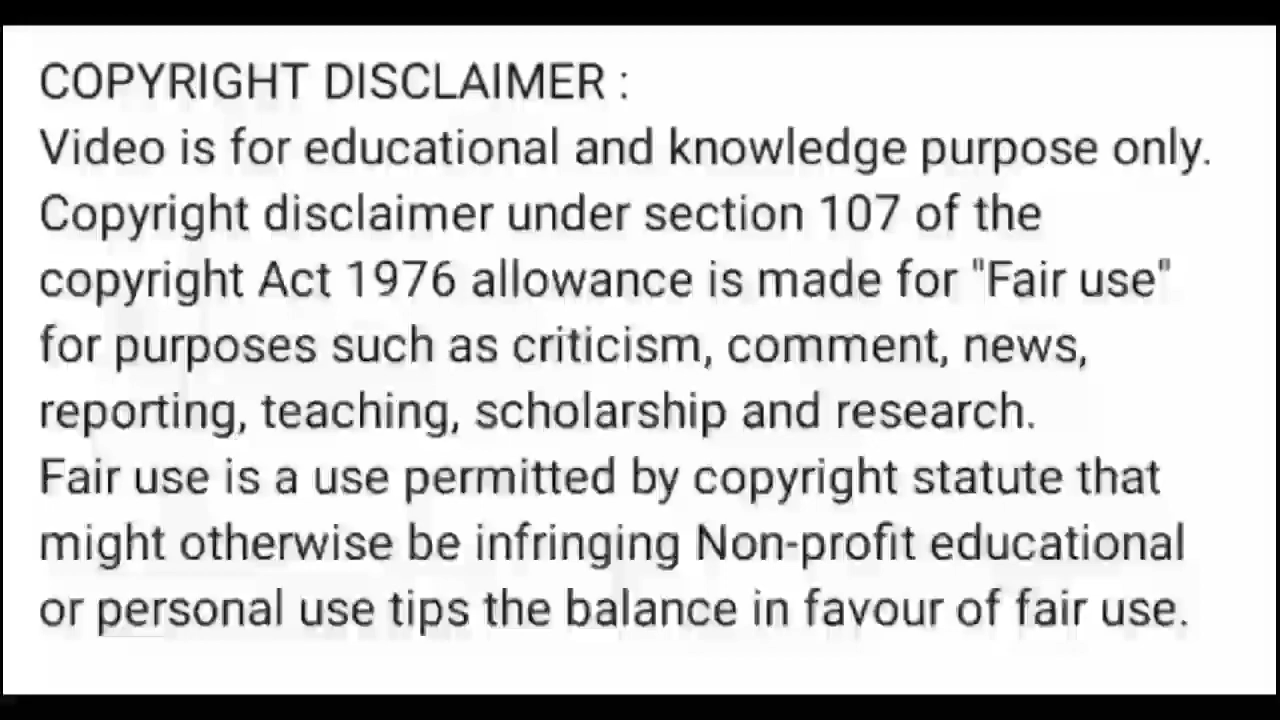 COPYRIGHT DISCLAIMER :
Video is for educational and knowledge purpose only.
Copyright disclaimer under section 107 of the
copyright Act 1976 allowance is made for "Fair use"
for purposes such as criticism, comment, news,
reporting, teaching, scholarship and research.
Fair use is a use permitted by copyright statute that
might otherwise be infringing Non-profit educational
or personal use tips the balance in favour of fair use.